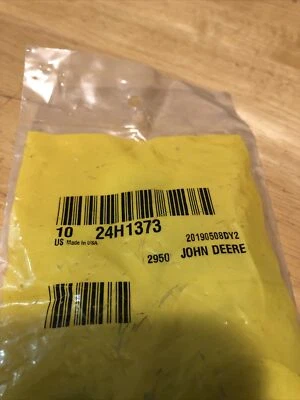 10 24H1373
US Made in USA 20190508DY2
2950 JOHN DEERE